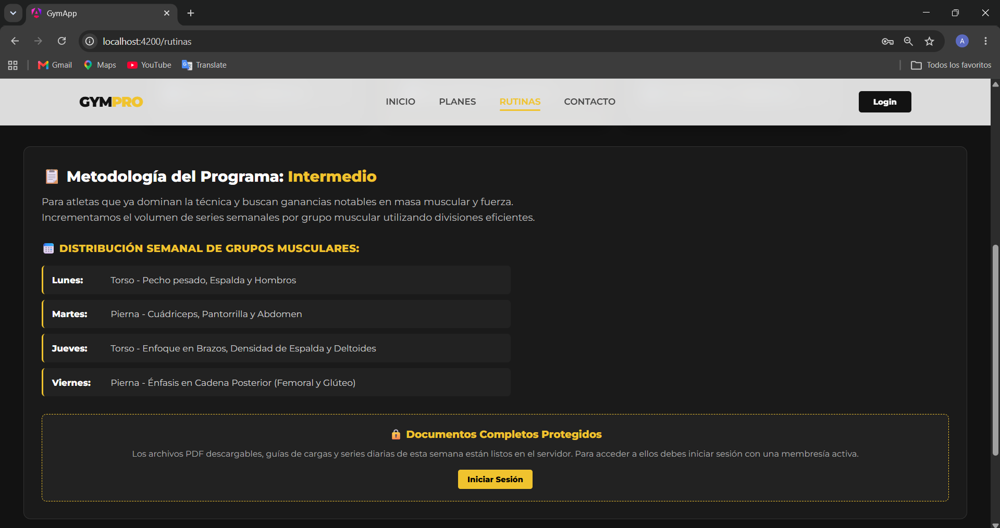 GymApp
localhost:4200/rutinas
A
Gmail
Maps
YouTube
Translate
Todos los favoritos
GYMPRO
INICIO
PLANES
RUTINAS
CONTACTO
Login
Metodología del Programa: Intermedio
Para atletas que ya dominan la técnica y buscan ganancias notables en masa muscular y fuerza.
Incrementamos el volumen de series semanales por grupo muscular utilizando divisiones eficientes.
DISTRIBUCIÓN SEMANAL DE GRUPOS MUSCULARES:
Lunes: Torso - Pecho pesado, Espalda y Hombros
Martes: Pierna - Cuádriceps, Pantorrilla y Abdomen
Jueves: Torso - Enfoque en Brazos, Densidad de Espalda y Deltoides
Viernes: Pierna - Énfasis en Cadena Posterior (Femoral y Glúteo)
Documentos Completos Protegidos
Los archivos PDF descargables, guías de cargas y series diarias de esta semana están listos en el servidor. Para acceder a ellos debes iniciar sesión con una membresía activa.
Iniciar Sesión